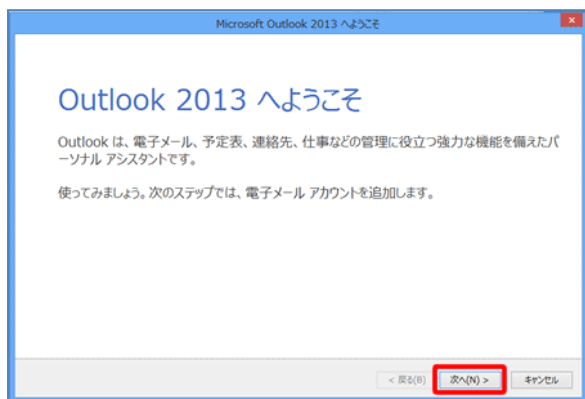 Microsoft Outlook 2013 へようこそ
Outlook 2013 へようこそ
Outlook は、電子メール、予定表、連絡先、仕事などの管理に役立つ強力な機能を備えたパ
ーソナル アシスタントです。
使ってみましょう。次のステップでは、電子メール アカウントを追加します。
< 戻る(B) 次へ(N) > キャンセル